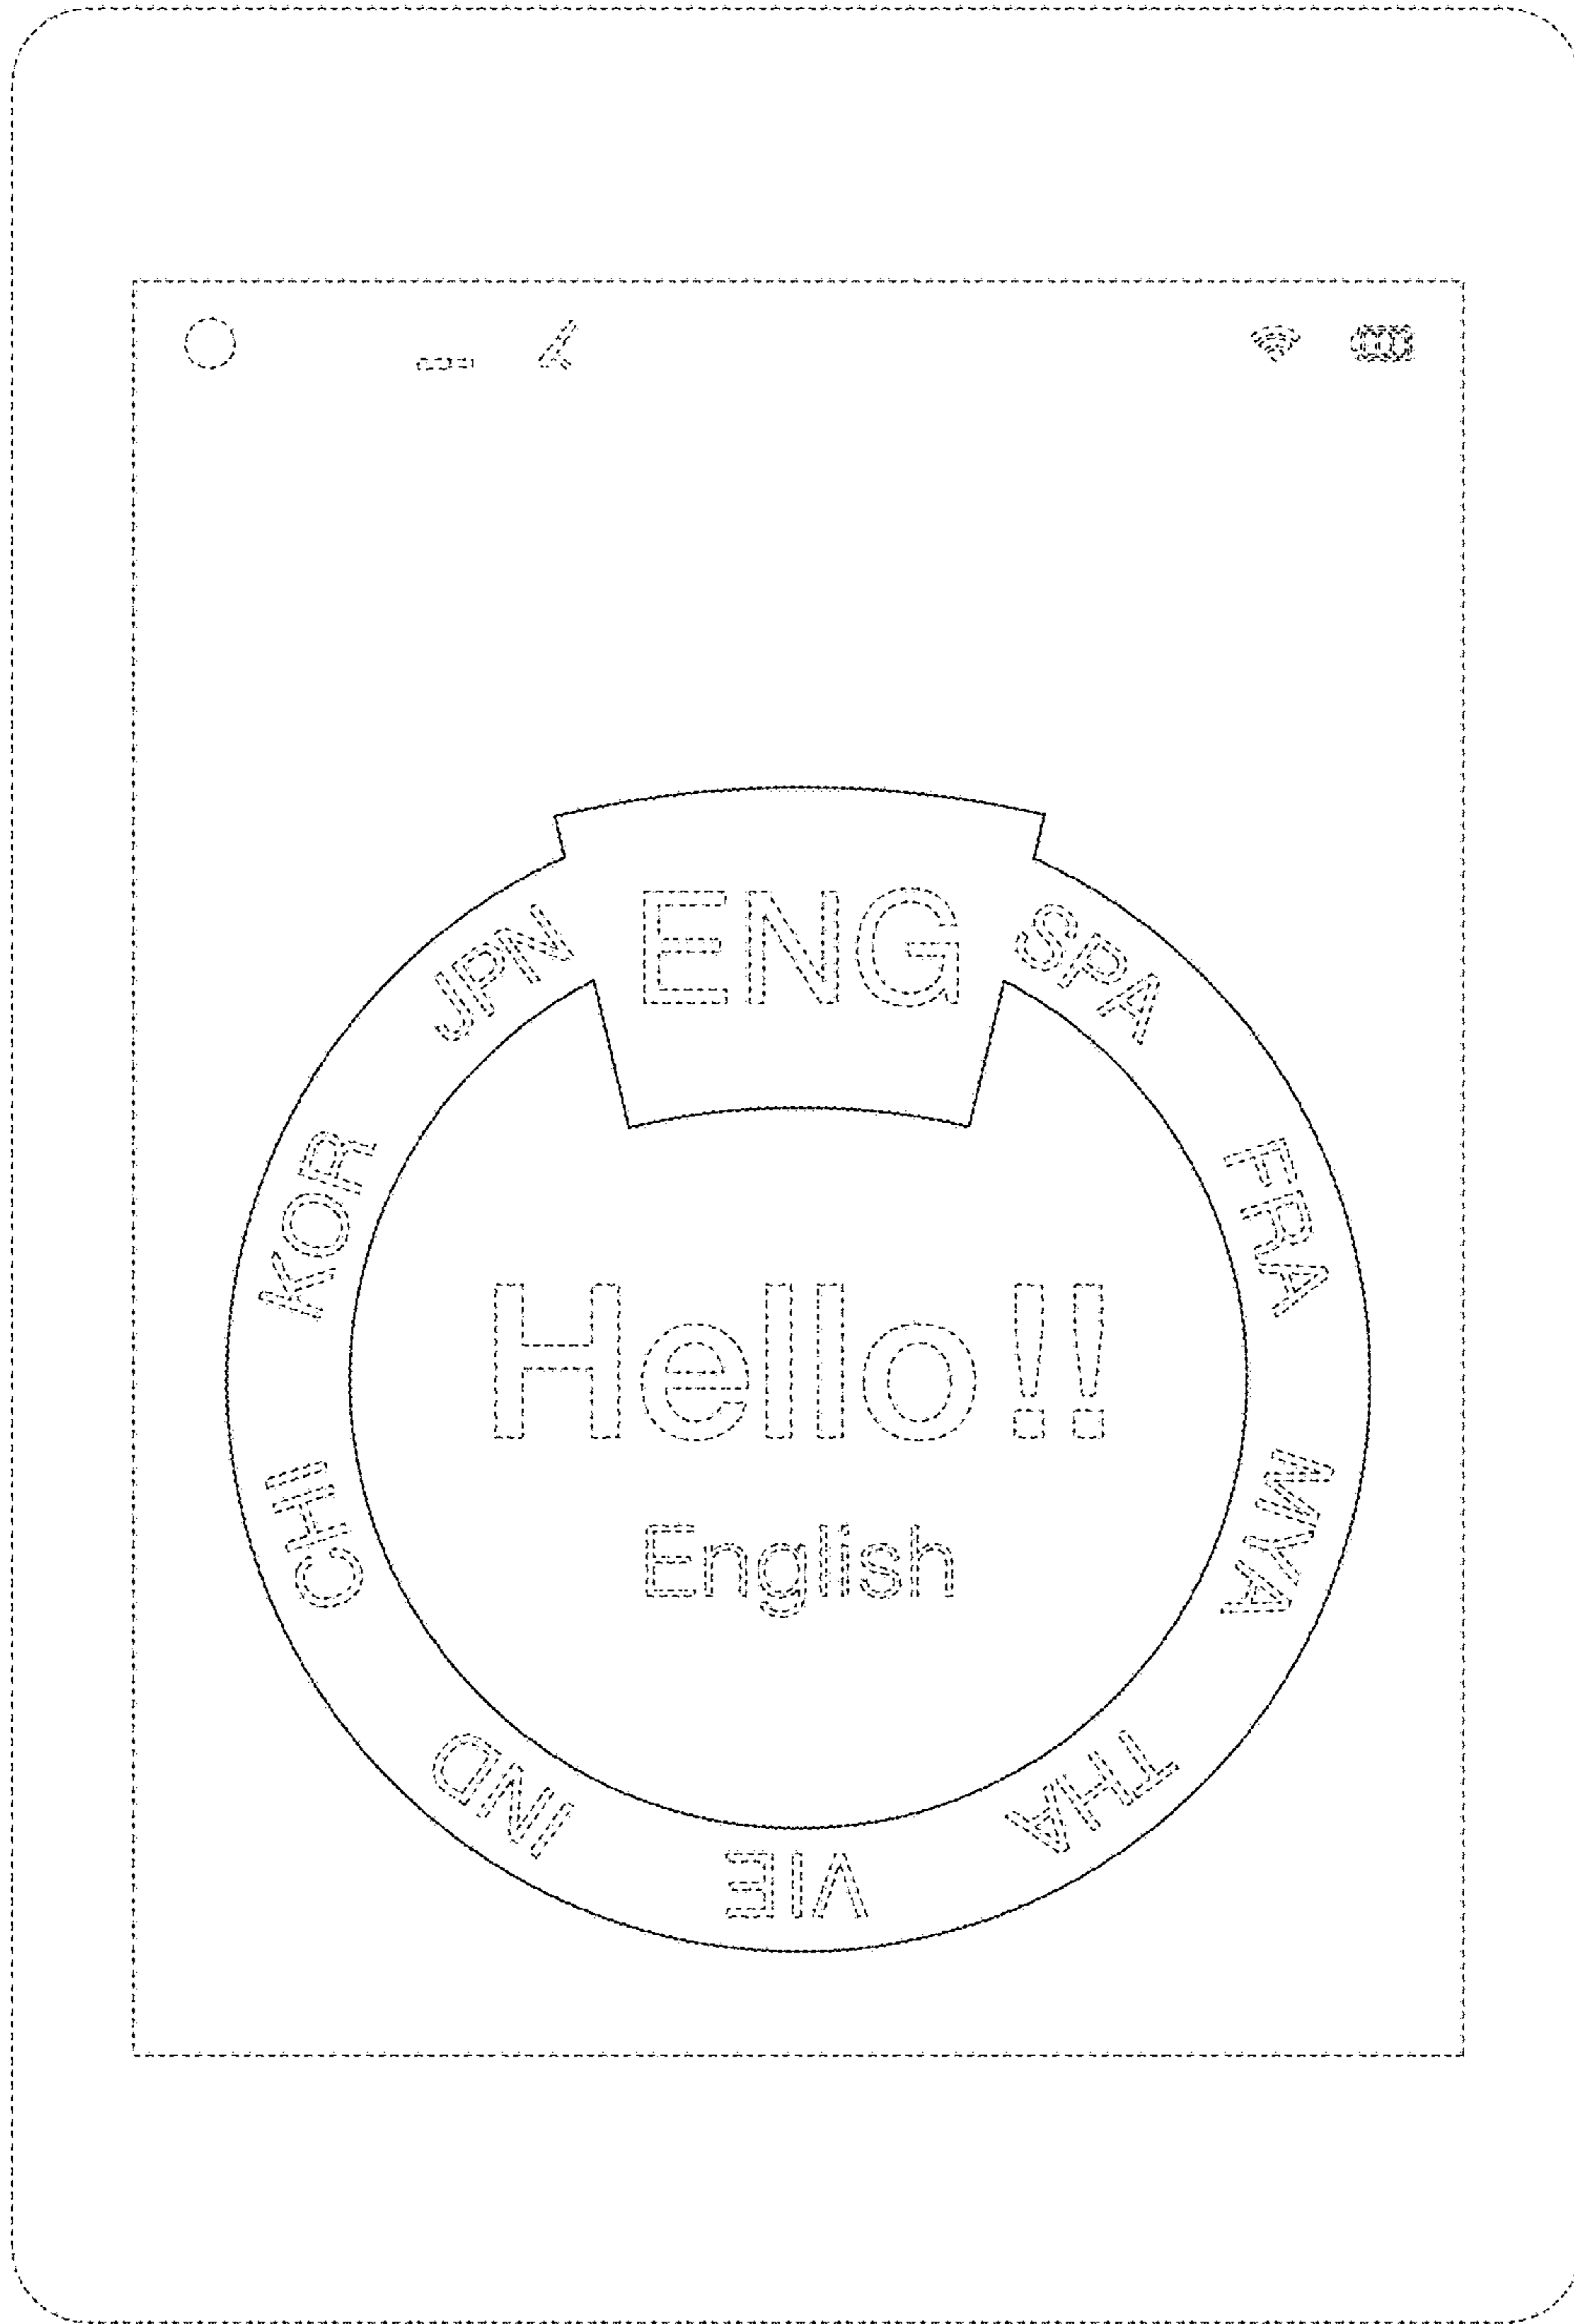 ENG
SPA
FRA
MYA
THA
VIE
IND
CHI
KOR
JPN
Hello!!
English